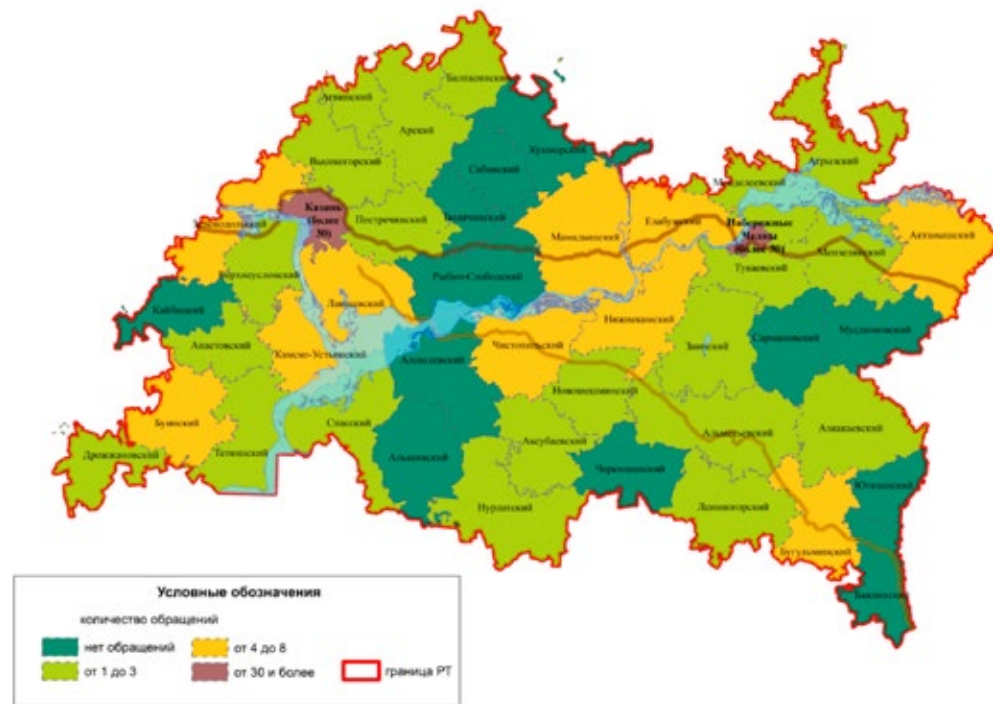 Балтасинский
Атнинский
Арский
Кукморский
Высокогорский
Сабинский
Агрызский
Менделеевский
Казань
(более
30)
Пестречинский
Тюлячинский
Мамадышский
Елабужский
Набережные
Челны
(более 30)
Актанышский
Зеленодольский
Мензелинский
Верхнеуслонский
Рыбно-Слободский
Тукаевский
Лаишевский
Кайбицкий
Нижнекамский
Муслюмовский
Апастовский
Камско-Устьинский
Алексеевский
Чистопольский
Заинский
Сармановский
Новошешминский
Буинский
Спасский
Аксубаевский
Альметьевский
Азнакаевский
Дрожжановский
Тетюшский
Алькеевский
Черемшанский
Ютазинский
Нурлатский
Лениногорский
Бугульминский
Бавлинский
Условные обозначения
количество обращений
нет обращений
от 4 до 8
от 1 до 3
от 30 и более
граница РТ